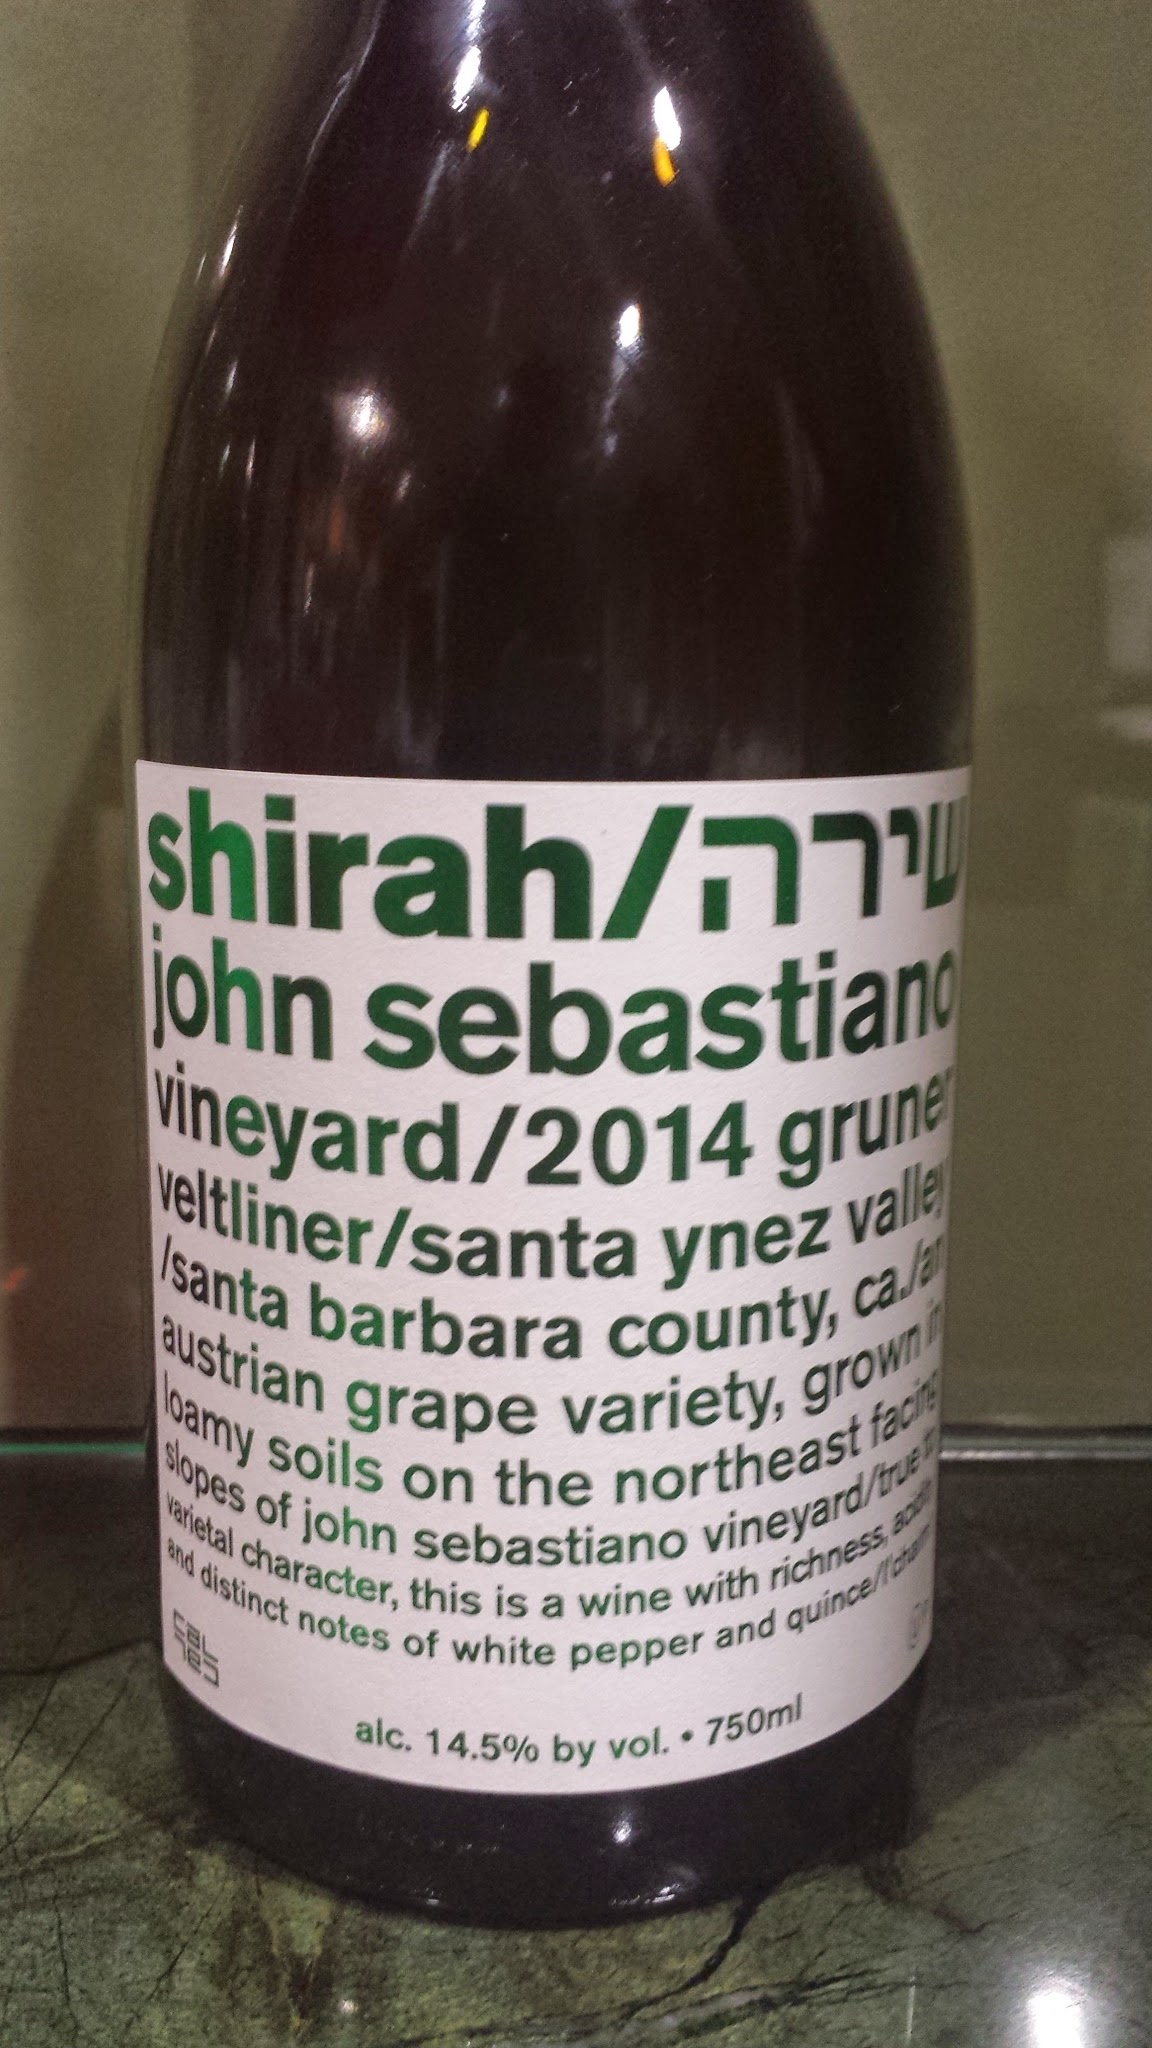 shirah/שירה
john sebastiano
vineyard/2014 gruner
veltliner/santa ynez valley
/santa barbara county, ca./an
austrian grape variety, grown in
loamy soils on the northeast facing
slopes of john sebastiano vineyard/true to
varietal character, this is a wine with richness,
and distinct notes of white pepper and quince/
alc. 14.5% by vol. • 750ml